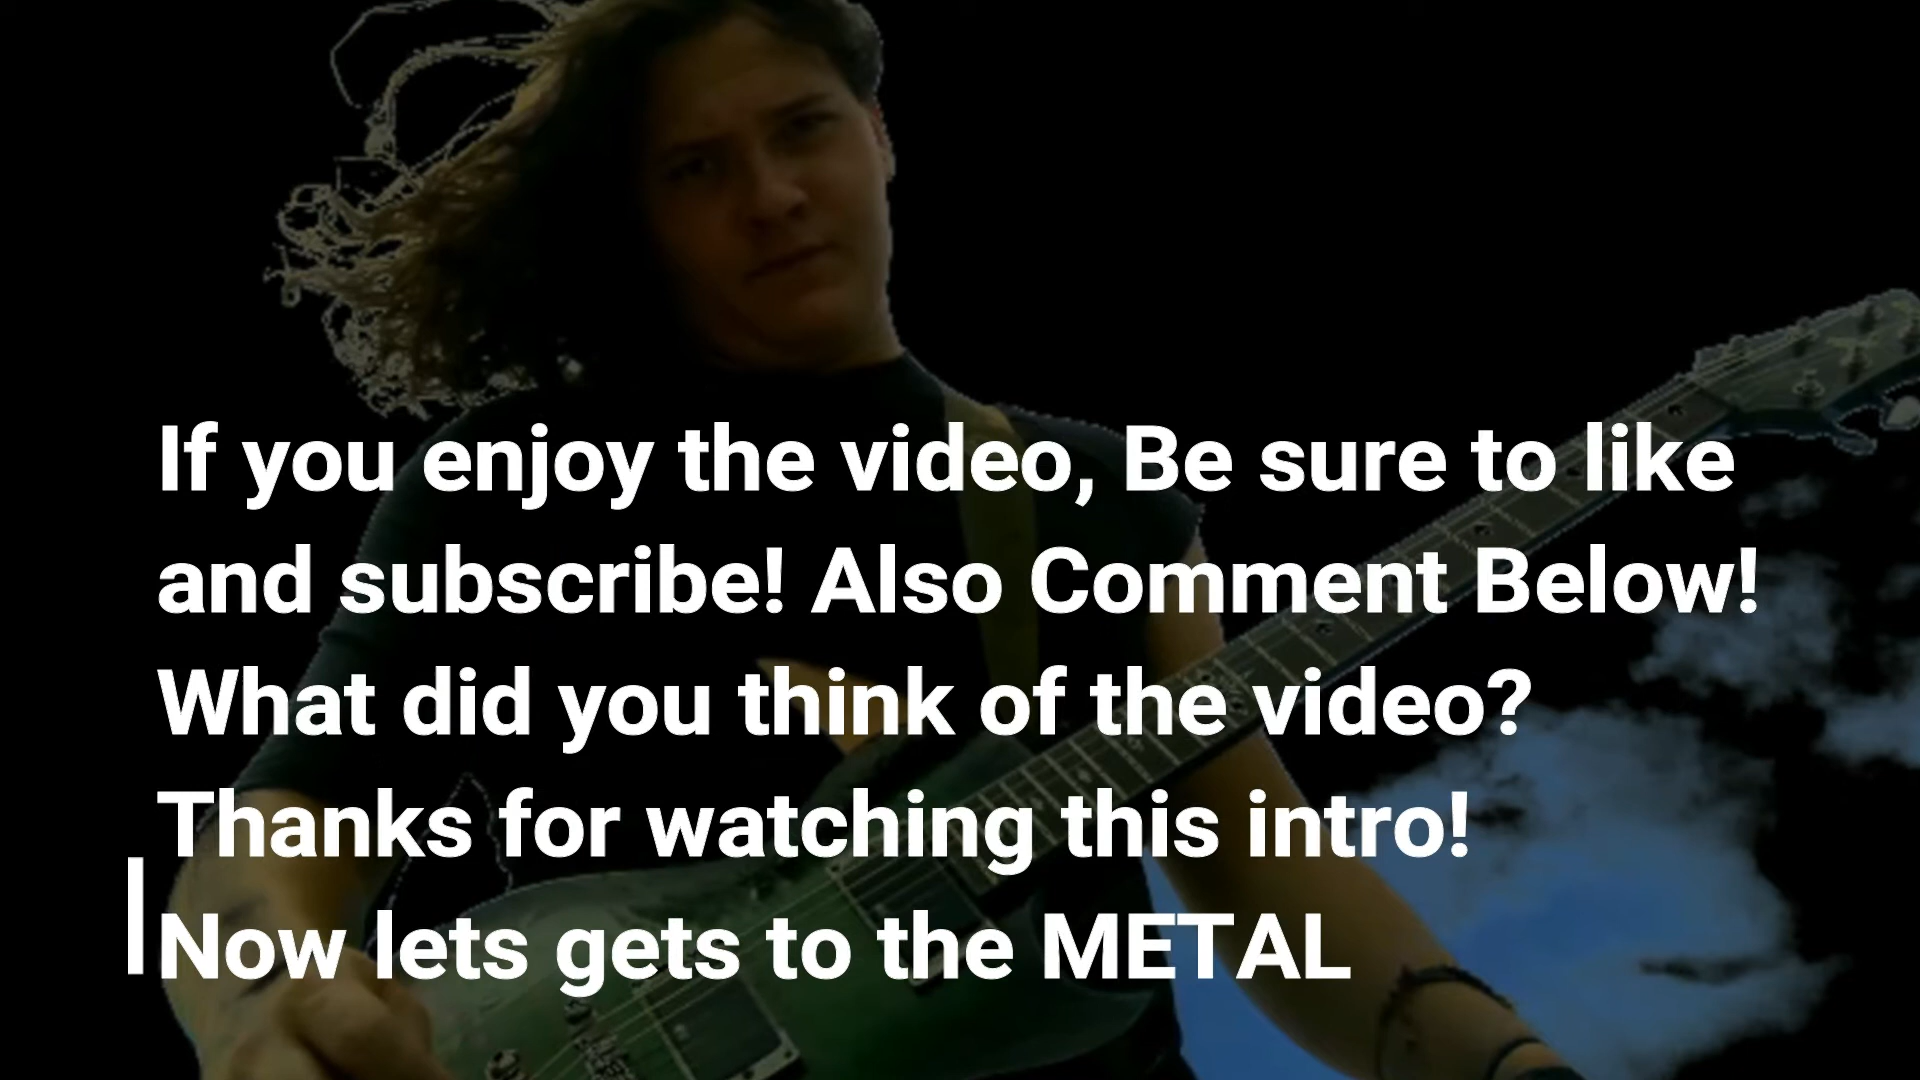 If you enjoy the video, Be sure to like
and subscribe! Also Comment Below!
What did you think of the video?
Thanks for watching this intro!
Now lets gets to the METAL